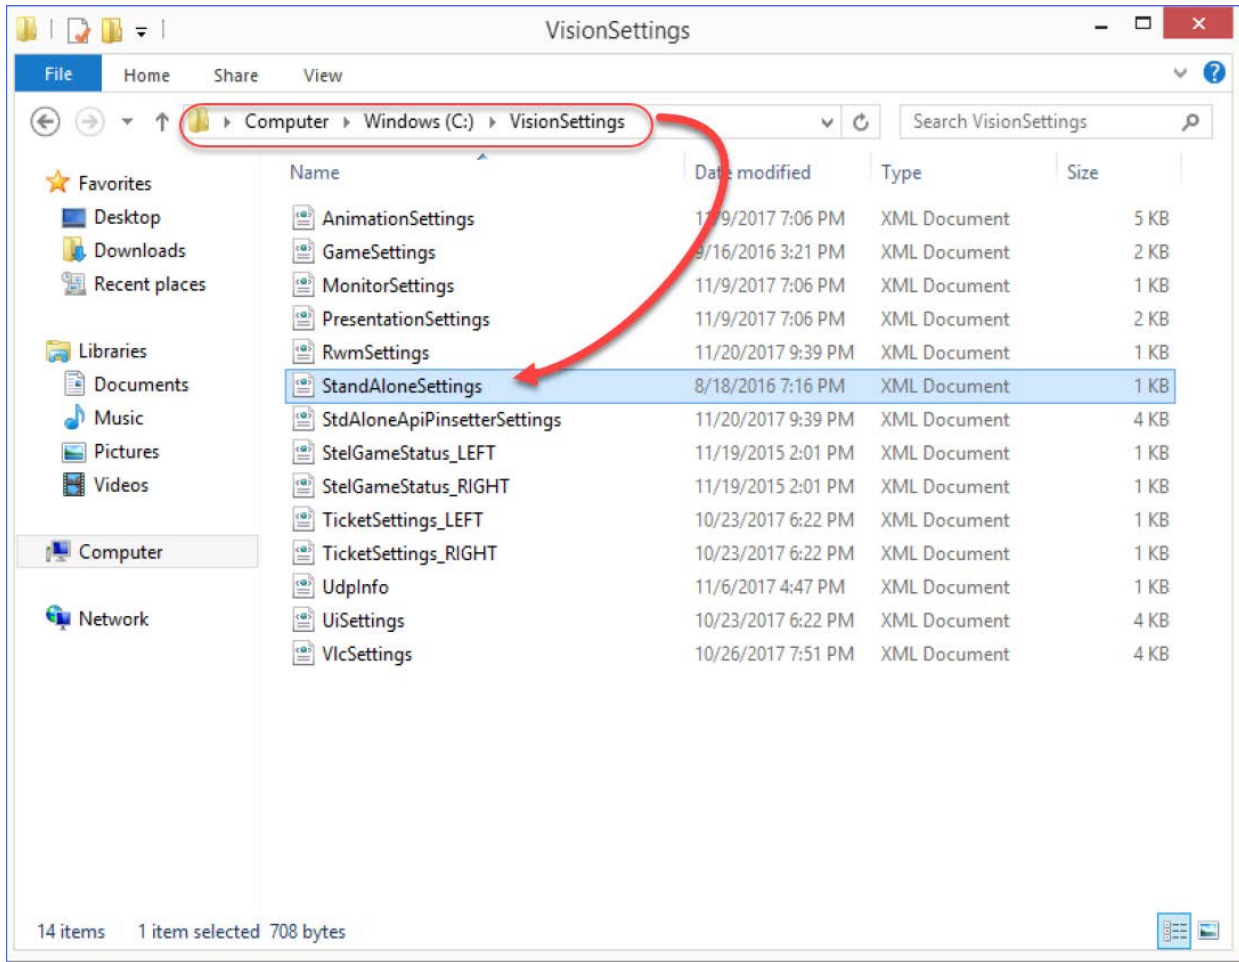 VisionSettings
File Home Share View
Computer Windows (C:) VisionSettings Search VisionSettings
Name Date modified Type Size
Favorites
Desktop
Downloads
Recent places
Libraries
Documents
Music
Pictures
Videos
Computer
Network
AnimationSettings 11/9/2017 7:06 PM XML Document 5 KB
GameSettings 9/16/2016 3:21 PM XML Document 2 KB
MonitorSettings 11/9/2017 7:06 PM XML Document 1 KB
PresentationSettings 11/9/2017 7:06 PM XML Document 2 KB
RwmSettings 11/20/2017 9:39 PM XML Document 1 KB
StandAloneSettings 8/18/2016 7:16 PM XML Document 1 KB
StdAloneApiPinsetterSettings 11/20/2017 9:39 PM XML Document 4 KB
StelGameStatus_LEFT 11/19/2015 2:01 PM XML Document 1 KB
StelGameStatus_RIGHT 11/19/2015 2:01 PM XML Document 1 KB
TicketSettings_LEFT 10/23/2017 6:22 PM XML Document 1 KB
TicketSettings_RIGHT 10/23/2017 6:22 PM XML Document 1 KB
UdpInfo 11/6/2017 4:47 PM XML Document 1 KB
UiSettings 10/23/2017 6:22 PM XML Document 4 KB
VlcSettings 10/26/2017 7:51 PM XML Document 4 KB
14 items 1 item selected 708 bytes